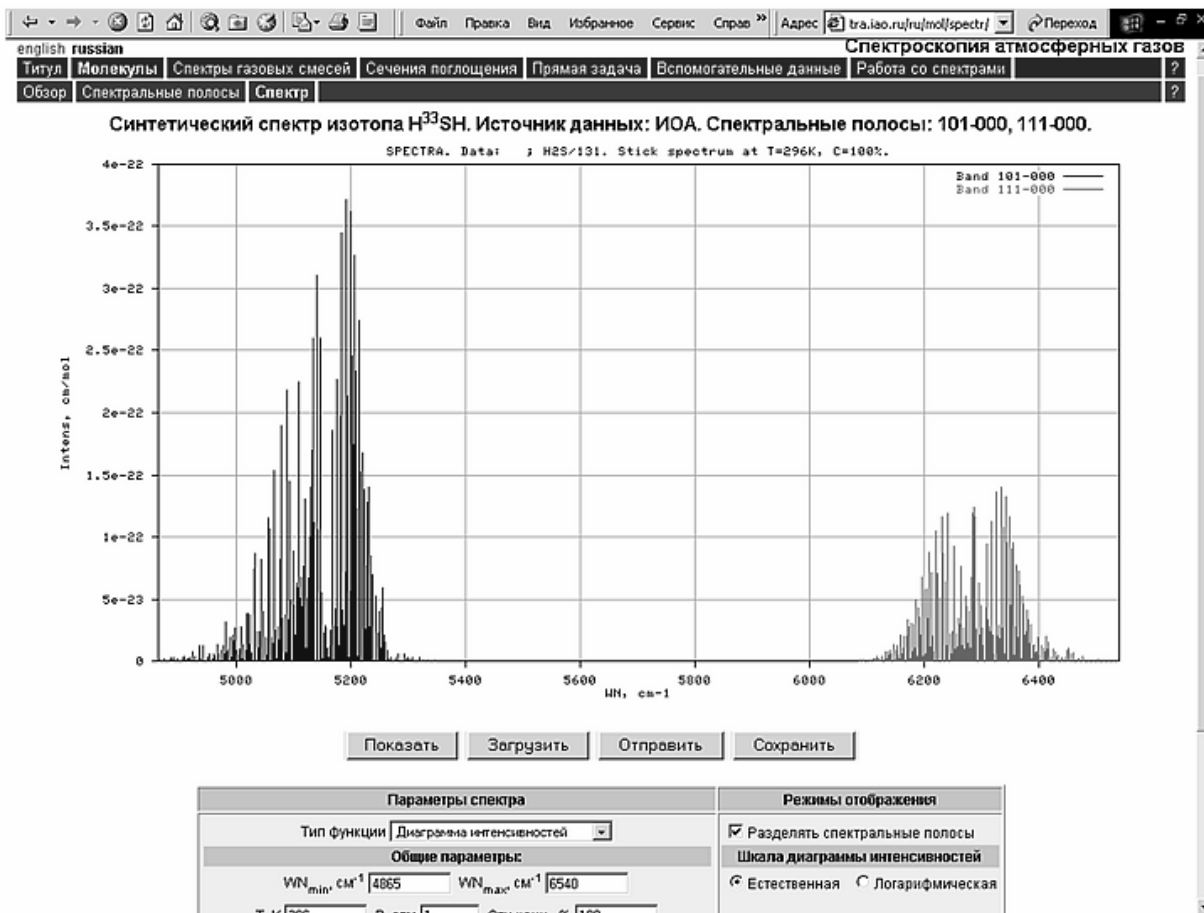 Файл Правка Вид Избранное Сервис Справ » Адрес tra.iao.ru/ru/mol/spectr/ Переход
english russian
Спектроскопия атмосферных газов
Титул Молекулы Спектры газовых смесей Сечения поглощения Прямая задача Вспомогательные данные Работа со спектрами ?
Обзор Спектральные полосы Спектр ?
Синтетический спектр изотопа H³³SH. Источник данных: ИОА. Спектральные полосы: 101-000, 111-000.
SPECTRA. Data: ; H2S/131. Stick spectrum at T=296K, C=100%.
Band 101-000
Band 111-000
4e-22
3.5e-22
3e-22
2.5e-22
2e-22
1.5e-22
1e-22
5e-23
0
Intens, cm/mol
5000 5200 5400 5600 5800 6000 6200 6400
WN, cm-1
Показать Загрузить Отправить Сохранить
Параметры спектра Режимы отображения
Тип функции Диаграмма интенсивностей
Разделять спектральные полосы
Общие параметры:
Шкала диаграммы интенсивностей
WNmin, см-1 4865 WNmax, см-1 6540
Естественная Логарифмическая